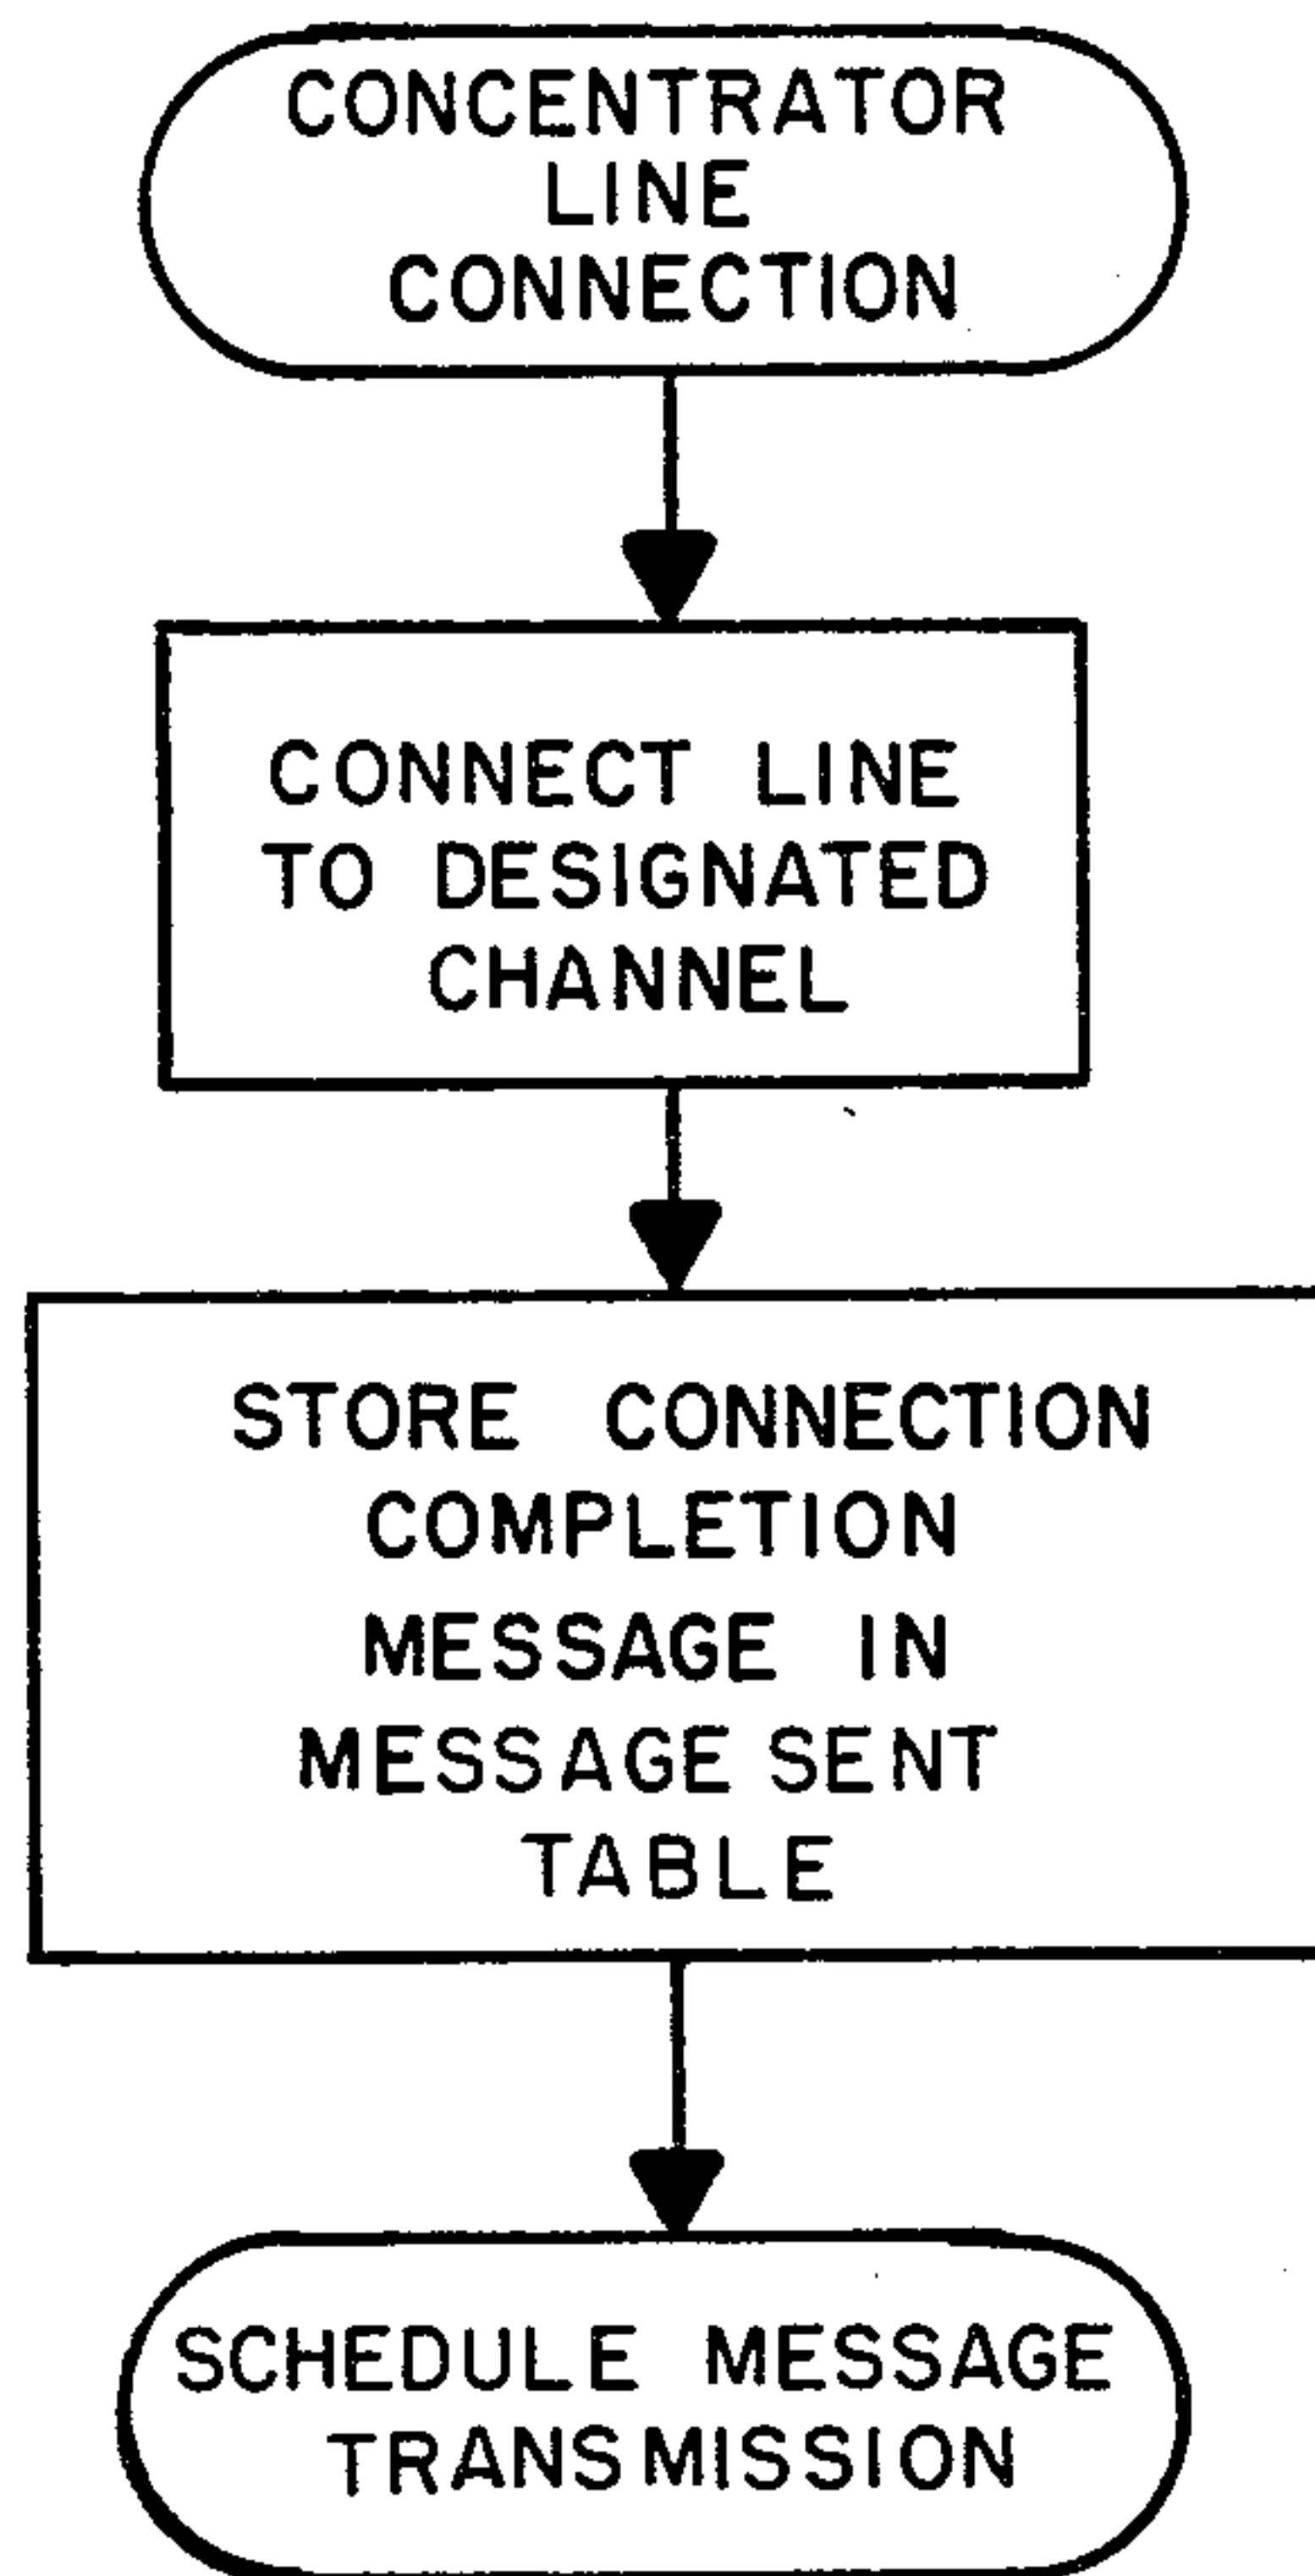 CONCENTRATOR
LINE
CONNECTION
CONNECT LINE
TO DESIGNATED
CHANNEL
STORE CONNECTION
COMPLETION
MESSAGE IN
MESSAGE SENT
TABLE
SCHEDULE MESSAGE
TRANSMISSION